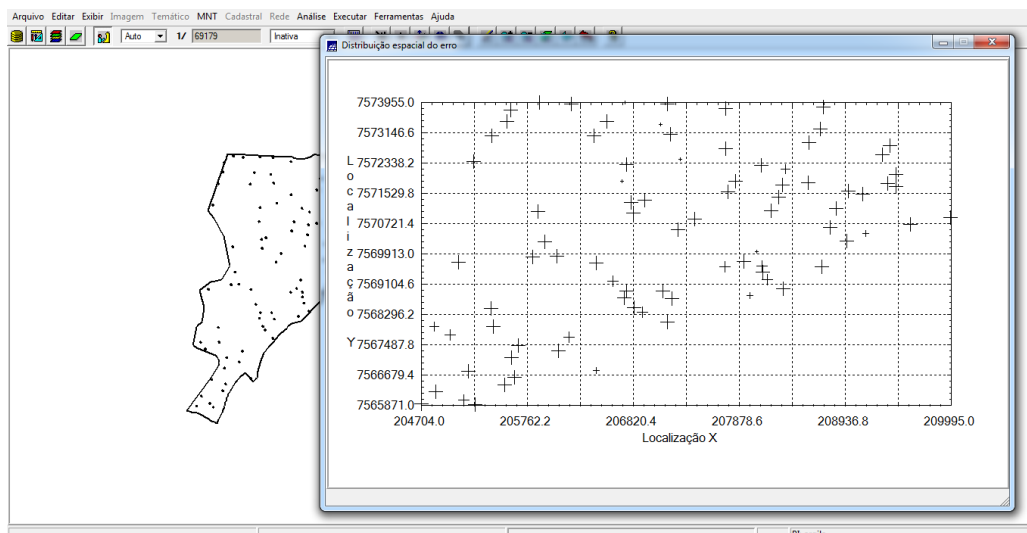 Arquivo Editar Exibir Imagem Temático MNT Cadastral Rede Análise Executar Ferramentas Ajuda
Auto 1/ 69179 Inativa
Distribuição espacial do erro
7573955.0
7573146.6
7572338.2
7571529.8
7570721.4
7569913.0
7569104.6
7568296.2
7567487.8
7566679.4
7565871.0
Localização Y
204704.0 205762.2 206820.4 207878.6 208936.8 209995.0
Localização X